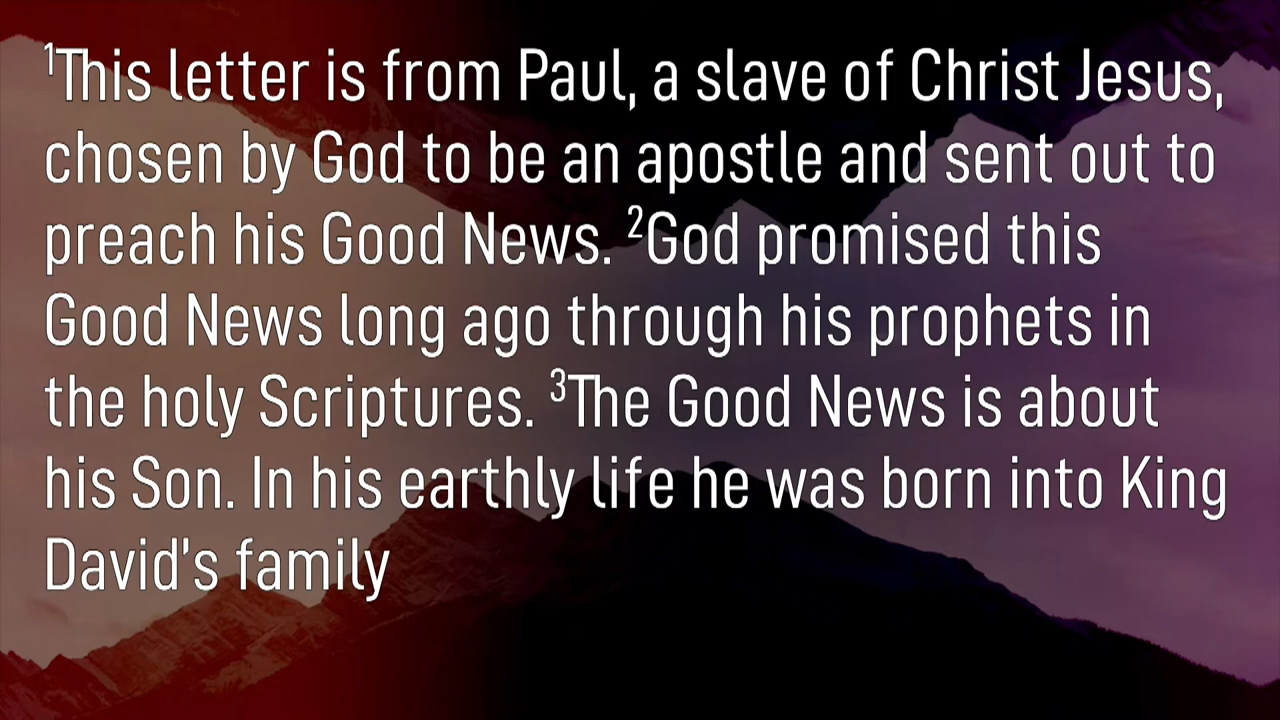 ¹This letter is from Paul, a slave of Christ Jesus,
chosen by God to be an apostle and sent out to
preach his Good News. ²God promised this
Good News long ago through his prophets in
the holy Scriptures. ³The Good News is about
his Son. In his earthly life he was born into King
David’s family